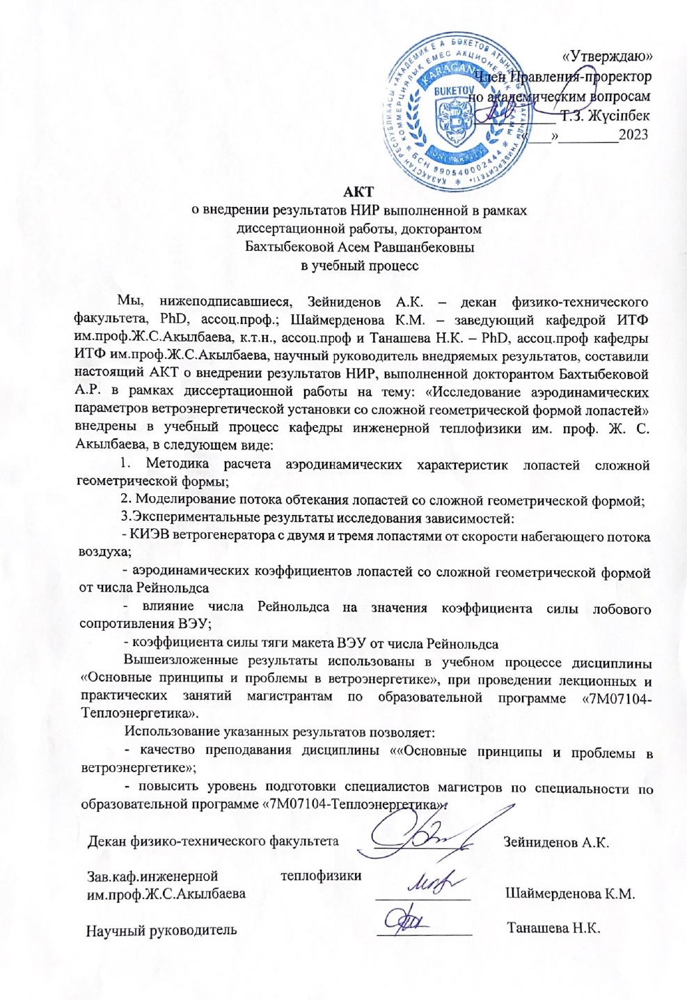 «Утверждаю»
Член Правления-проректор
по академическим вопросам
____________Т.З. Жүсіпбек
«___»________2023
KARAGANDA
BUKETOV
UNIVERSITY
БСН 990540002444
АКТ
о внедрении результатов НИР выполненной в рамках
диссертационной работы, докторантом
Бахтыбековой Асем Равшанбековны
в учебный процесс
Мы, нижеподписавшиеся, Зейниденов А.К. – декан физико-технического
факультета, PhD, ассоц.проф.; Шаймерденова К.М. – заведующий кафедрой ИТФ
им.проф.Ж.С.Акылбаева, к.т.н., ассоц.проф и Танашева Н.К. – PhD, ассоц.проф кафедры
ИТФ им.проф.Ж.С.Акылбаева, научный руководитель внедряемых результатов, составили
настоящий АКТ о внедрении результатов НИР, выполненной докторантом Бахтыбековой
А.Р. в рамках диссертационной работы на тему: «Исследование аэродинамических
параметров ветроэнергетической установки со сложной геометрической формой лопастей»
внедрены в учебный процесс кафедры инженерной теплофизики им. проф. Ж. С.
Акылбаева, в следующем виде:
1. Методика расчета аэродинамических характеристик лопастей сложной
геометрической формы;
2. Моделирование потока обтекания лопастей со сложной геометрической формой;
3.Экспериментальные результаты исследования зависимостей:
- КИЭВ ветрогенератора с двумя и тремя лопастями от скорости набегающего потока
воздуха;
- аэродинамических коэффициентов лопастей со сложной геометрической формой
от числа Рейнольдса
- влияние числа Рейнольдса на значения коэффициента силы лобового
сопротивления ВЭУ;
- коэффициента силы тяги макета ВЭУ от числа Рейнольдса
Вышеизложенные результаты использованы в учебном процессе дисциплины
«Основные принципы и проблемы в ветроэнергетике», при проведении лекционных и
практических занятий магистрантам по образовательной программе «7М07104-
Теплоэнергетика».
Использование указанных результатов позволяет:
- качество преподавания дисциплины ««Основные принципы и проблемы в
ветроэнергетике»;
- повысить уровень подготовки специалистов магистров по специальности по
образовательной программе «7М07104-Теплоэнергетика».
Декан физико-технического факультета ____________ Зейниденов А.К.
Зав.каф.инженерной теплофизики
им.проф.Ж.С.Акылбаева ____________ Шаймерденова К.М.
Научный руководитель ____________ Танашева Н.К.